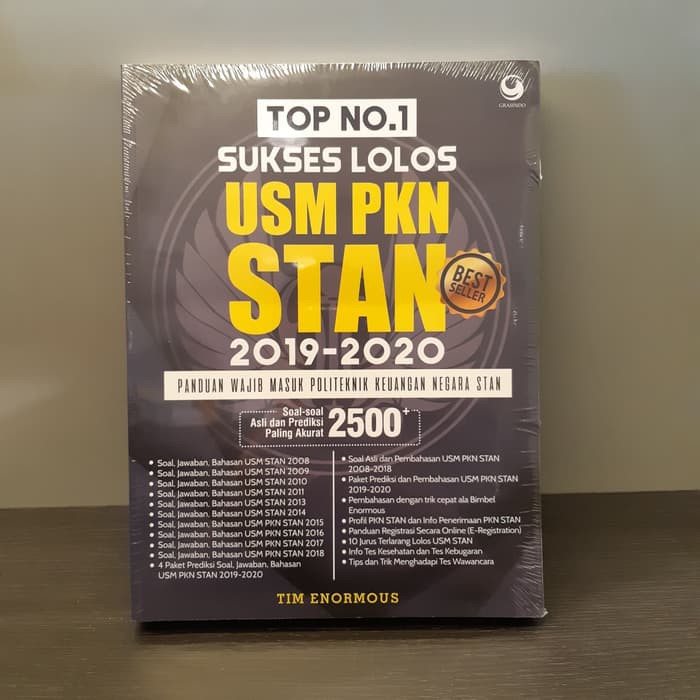 GRASINDO
TOP NO.1
SUKSES LOLOS
USM PKN
STAN
BEST
SELLER
2019-2020
PANDUAN WAJIB MASUK POLITEKNIK KEUANGAN NEGARA STAN
Soal-soal
Asli dan Prediksi
Paling Akurat
2500+
• Soal, Jawaban, Bahasan USM STAN 2008
• Soal, Jawaban, Bahasan USM STAN 2009
• Soal, Jawaban, Bahasan USM STAN 2010
• Soal, Jawaban, Bahasan USM STAN 2011
• Soal, Jawaban, Bahasan USM STAN 2013
• Soal, Jawaban, Bahasan USM STAN 2014
• Soal, Jawaban, Bahasan USM PKN STAN 2015
• Soal, Jawaban, Bahasan USM PKN STAN 2016
• Soal, Jawaban, Bahasan USM PKN STAN 2017
• Soal, Jawaban, Bahasan USM PKN STAN 2018
• 4 Paket Prediksi Soal, Jawaban, Bahasan
USM PKN STAN 2019-2020
• Soal Asli dan Pembahasan USM PKN STAN
2008-2018
• Paket Prediksi dan Pembahasan USM PKN STAN
2019-2020
• Pembahasan dengan trik cepat ala Bimbel
Enormous
• Profil PKN STAN dan Info Penerimaan PKN STAN
• Panduan Registrasi Secara Online (E-Registration)
• 10 Jurus Terlarang Lolos USM STAN
• Info Tes Kesehatan dan Tes Kebugaran
• Tips dan Trik Menghadapi Tes Wawancara
TIM ENORMOUS